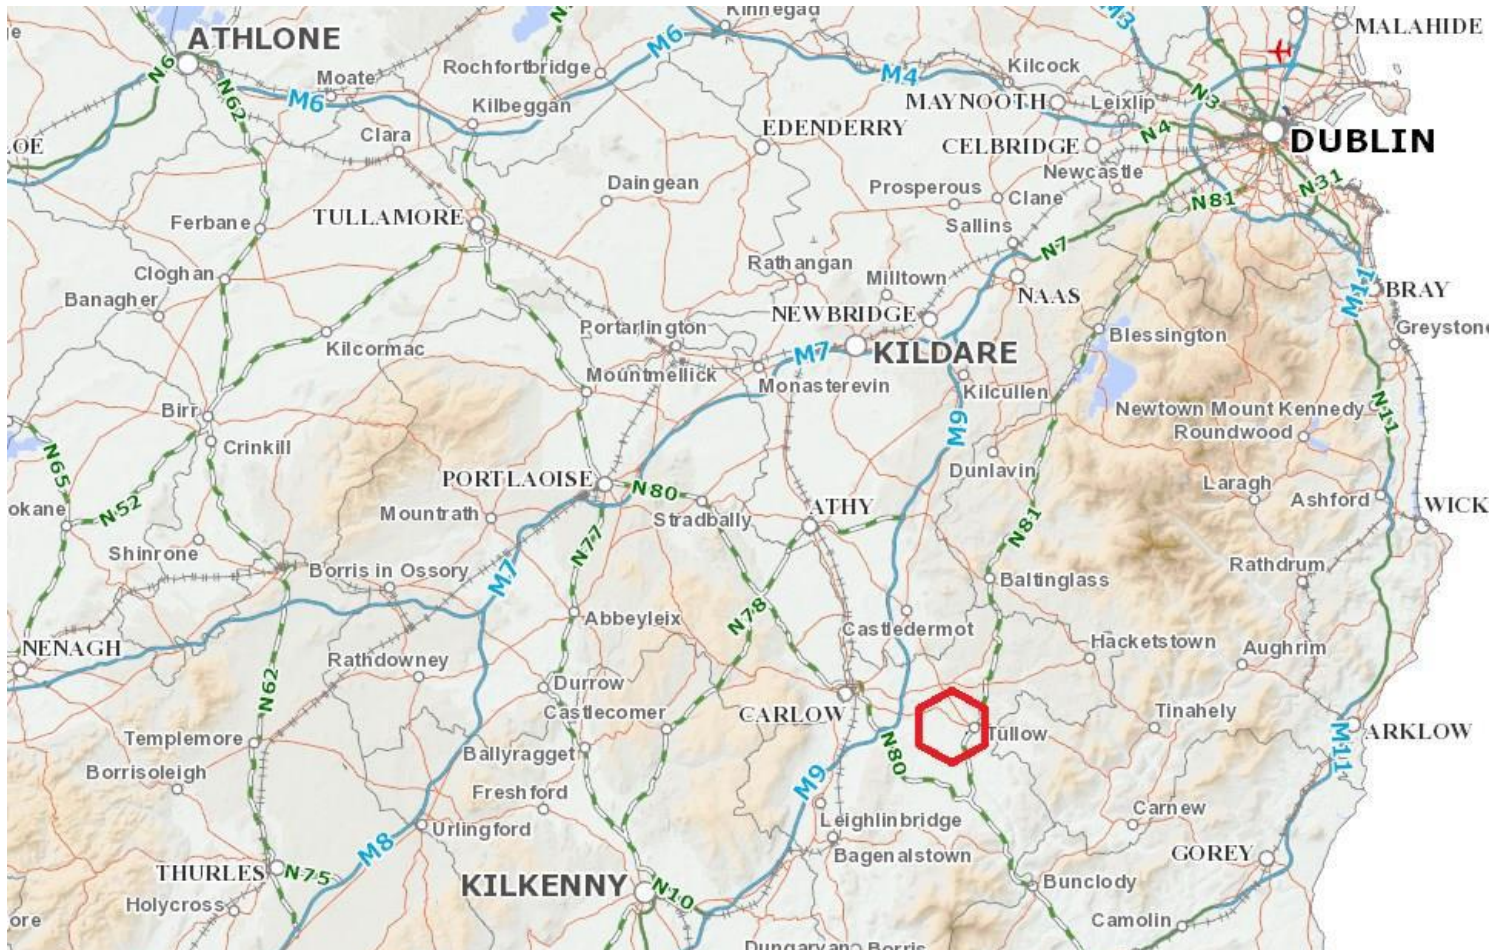 Kinnegad
M3
MALAHIDE
ATHLONE
M6
N6
Rochfortbridge
Kilcock
Moate
M4
N62
M6
Kilbeggan
MAYNOOTH
Leixlip
N3
Clara
EDENDERRY
N4
DUBLIN
CELBRIDGE
Newcastle
Daingean
Prosperous
Clane
N31
N81
TULLAMORE
Ferbane
Sallins
N7
Rathangan
Cloghan
Milltown
M11
BRAY
Banagher
NAAS
NEWBRIDGE
Portarlington
Blessington
Greystone
Kilcormac
M7
KILDARE
Mountmellick
Monasterevin
Kilcullen
Birr
M9
Newtown Mount Kennedy
N11
Roundwood
Crinkill
N65
Dunlavin
PORTLAOISE
N80
Laragh
Ashford
okane
N52
Mountrath
Stradbally
ATHY
WICK
N81
Shinrone
N77
Borris in Ossory
M7
Baltinglass
Rathdrum
Abbeyleix
N78
Castledermot
NENAGH
Rathdowney
Hacketstown
Aughrim
N62
Durrow
CARLOW
Castlecomer
Tinahely
Templemore
Tullow
ARKLOW
Ballyragget
N80
M11
Borrisoleigh
M9
Freshford
Carnew
Urlingford
Leighlinbridge
M8
THURLES
N75
Bagenalstown
GOREY
KILKENNY
N10
Bunclody
Holycross
ore
Camolin
Dungarvan
Borris